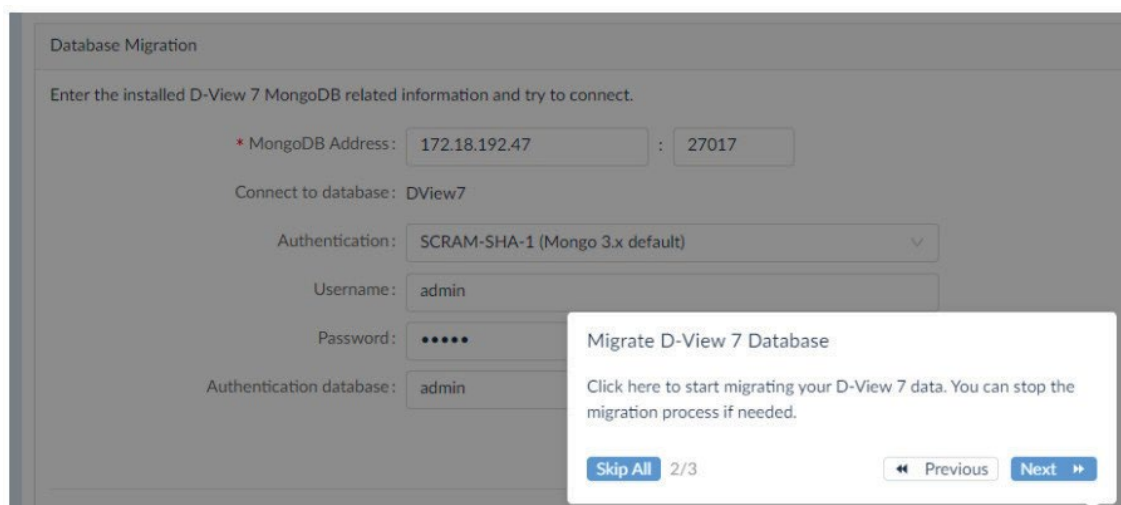 Database Migration
Enter the installed D-View 7 MongoDB related information and try to connect.
* MongoDB Address: 172.18.192.47 : 27017
Connect to database: DView7
Authentication: SCRAM-SHA-1 (Mongo 3.x default)
Username: admin
Password: •••••
Authentication database: admin
Migrate D-View 7 Database
Click here to start migrating your D-View 7 data. You can stop the
migration process if needed.
Skip All 2/3 Previous Next